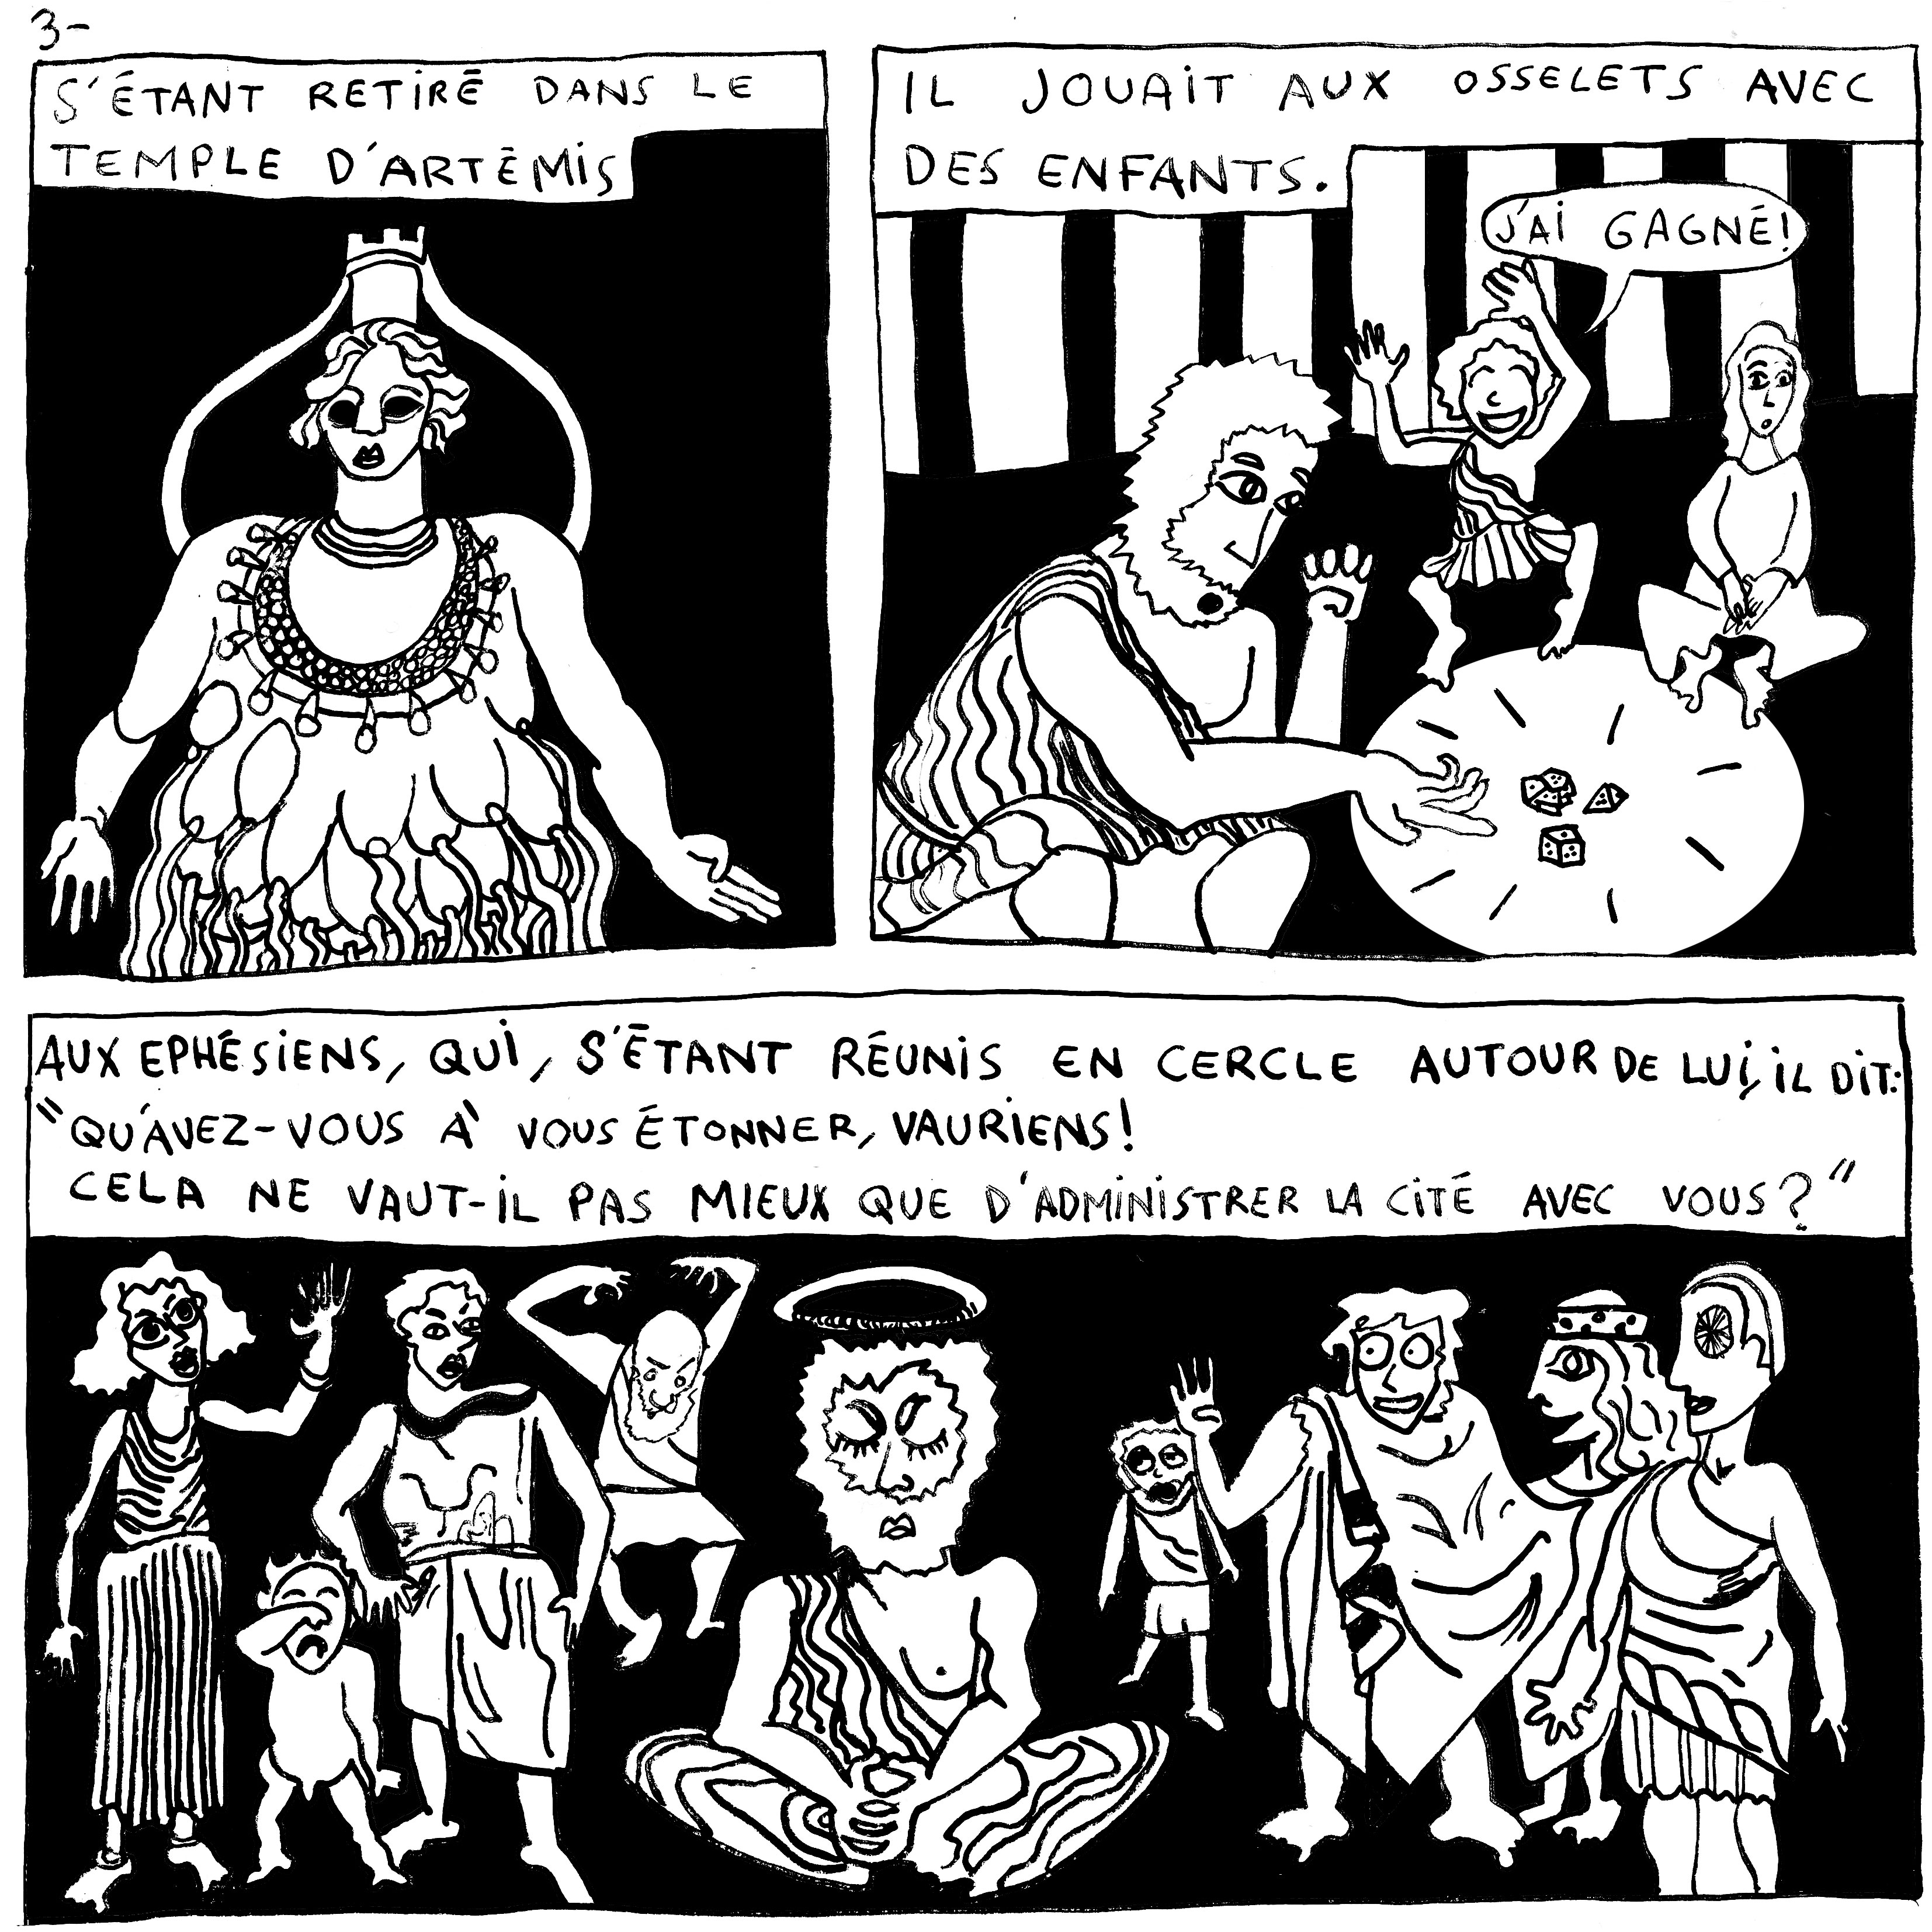 3-
S'ÉTANT RETIRÉ DANS LE
TEMPLE D'ARTÉMIS
IL JOUAIT AUX OSSELETS AVEC
DES ENFANTS.
J'AI GAGNÉ!
AUX EPHÉSIENS, QUI, S'ÉTANT RÉUNIS EN CERCLE AUTOUR DE LUI, IL DIT:
"QU'AVEZ-VOUS À VOUS ÉTONNER, VAURIENS!
CELA NE VAUT-IL PAS MIEUX QUE D'ADMINISTRER LA CITÉ AVEC VOUS?"